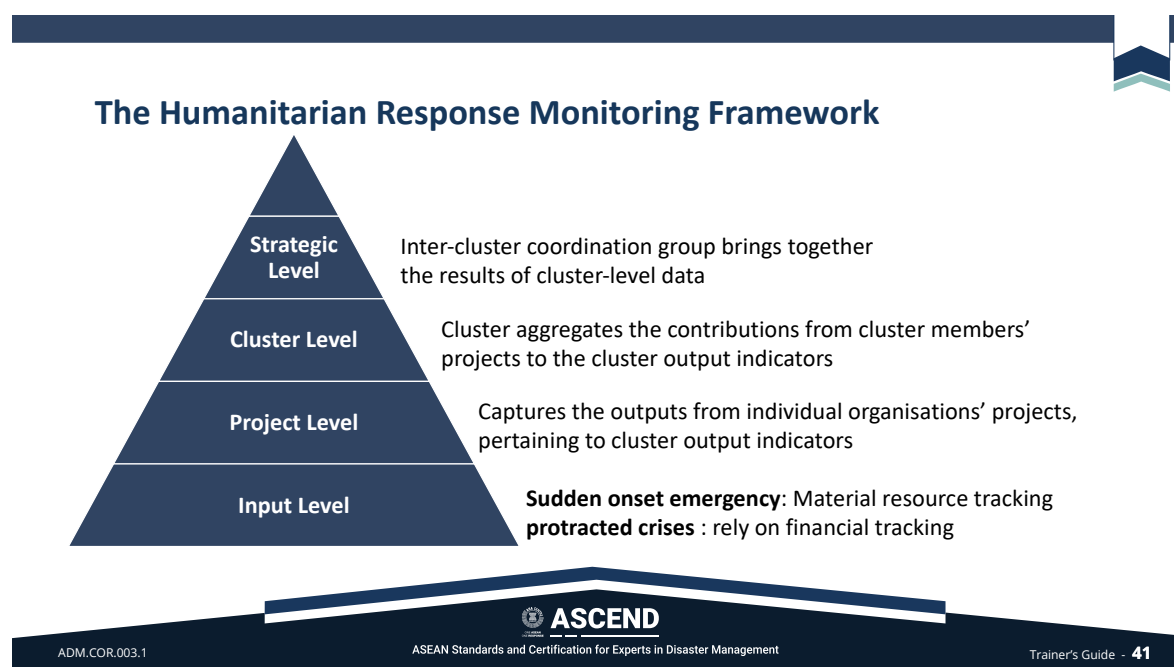 The Humanitarian Response Monitoring Framework
Strategic
Level
Inter-cluster coordination group brings together
the results of cluster-level data
Cluster Level
Cluster aggregates the contributions from cluster members’
projects to the cluster output indicators
Project Level
Captures the outputs from individual organisations’ projects,
pertaining to cluster output indicators
Input Level
Sudden onset emergency: Material resource tracking
protracted crises : rely on financial tracking
ASCEND
ADM.COR.003.1
ASEAN Standards and Certification for Experts in Disaster Management
Trainer’s Guide - 41